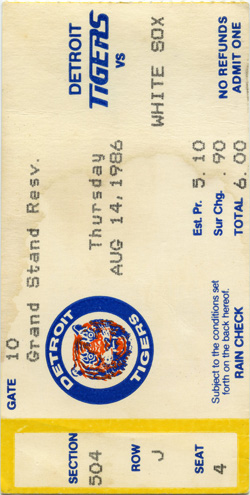 DETROIT
TIGERS
VS
WHITE SOX
NO REFUNDS
ADMIT ONE
Thursday
AUG 14, 1986
Est. Pr. 5.10
Sur Chg. .90
TOTAL 6.00
GATE 10
Grand Stand Resv.
DETROIT
TIGERS
Subject to the conditions set
forth on the back hereof.
RAIN CHECK
SECTION 504
ROW J
SEAT 4